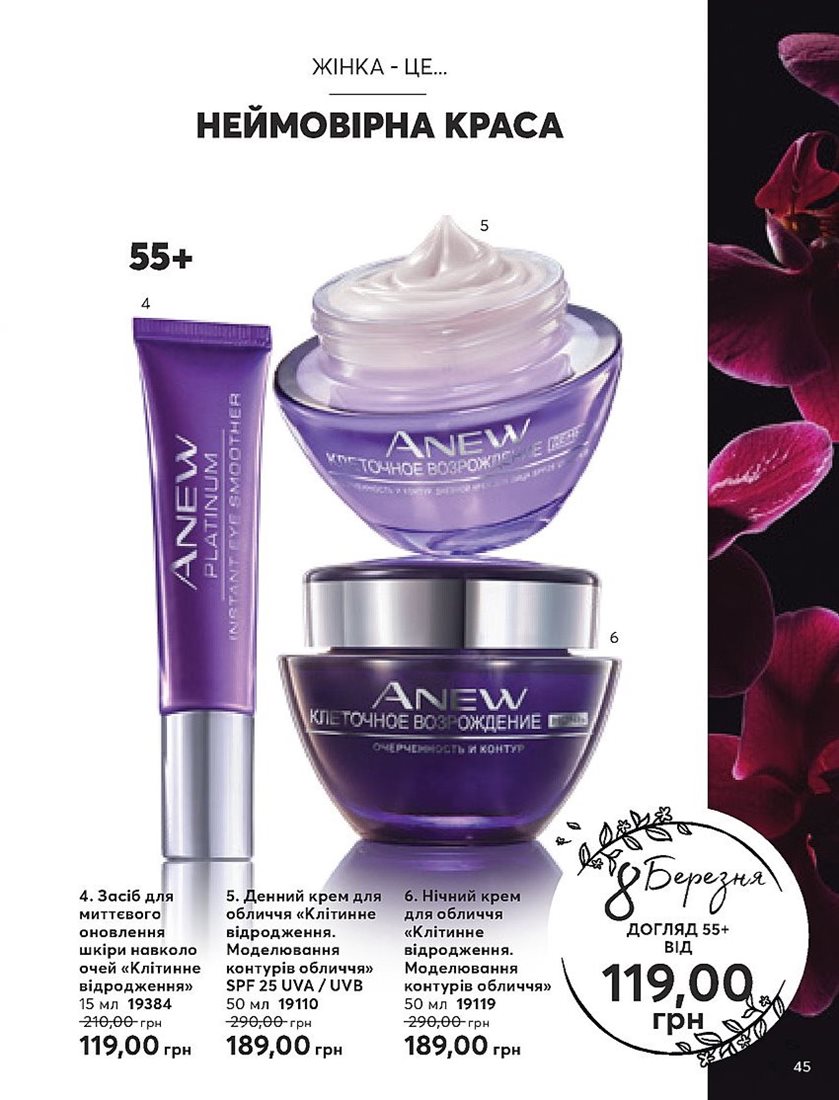 ЖІНКА - ЦЕ...
НЕЙМОВІРНА КРАСА
55+
4
5
6
ANEW
PLATINUM
INSTANT EYE SMOOTHER
ANEW
КЛЕТОЧНОЕ ВОЗРОЖДЕНИЕ ДЕНЬ
ANEW
КЛЕТОЧНОЕ ВОЗРОЖДЕНИЕ
ОЧЕРЧЕННОСТЬ И КОНТУР
4. Засіб для
миттєвого
оновлення
шкіри навколо
очей «Клітинне
відродження»
15 мл 19384
210,00 грн
119,00 грн
5. Денний крем для
обличчя «Клітинне
відродження.
Моделювання
контурів обличчя»
SPF 25 UVA / UVB
50 мл 19110
290,00 грн
189,00 грн
6. Нічний крем
для обличчя
«Клітинне
відродження.
Моделювання
контурів обличчя»
50 мл 19119
290,00 грн
189,00 грн
8 Березня
ДОГЛЯД 55+
ВІД
119,00
грн
45